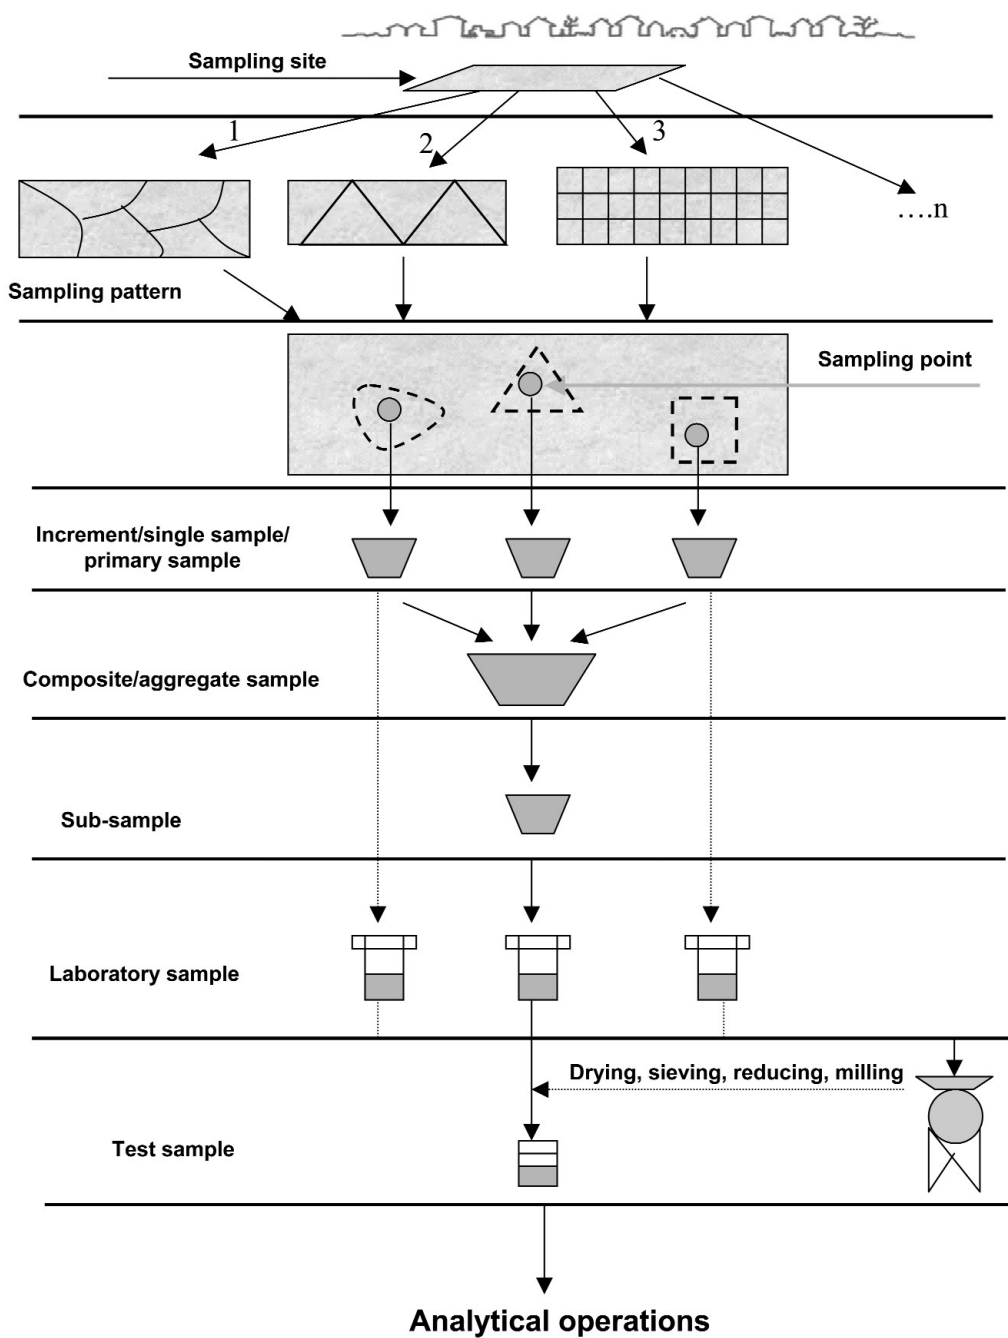 Sampling site
1
2
3
....n
Sampling pattern
Sampling point
Increment/single sample/
primary sample
Composite/aggregate sample
Sub-sample
Laboratory sample
Drying, sieving, reducing, milling
Test sample
Analytical operations